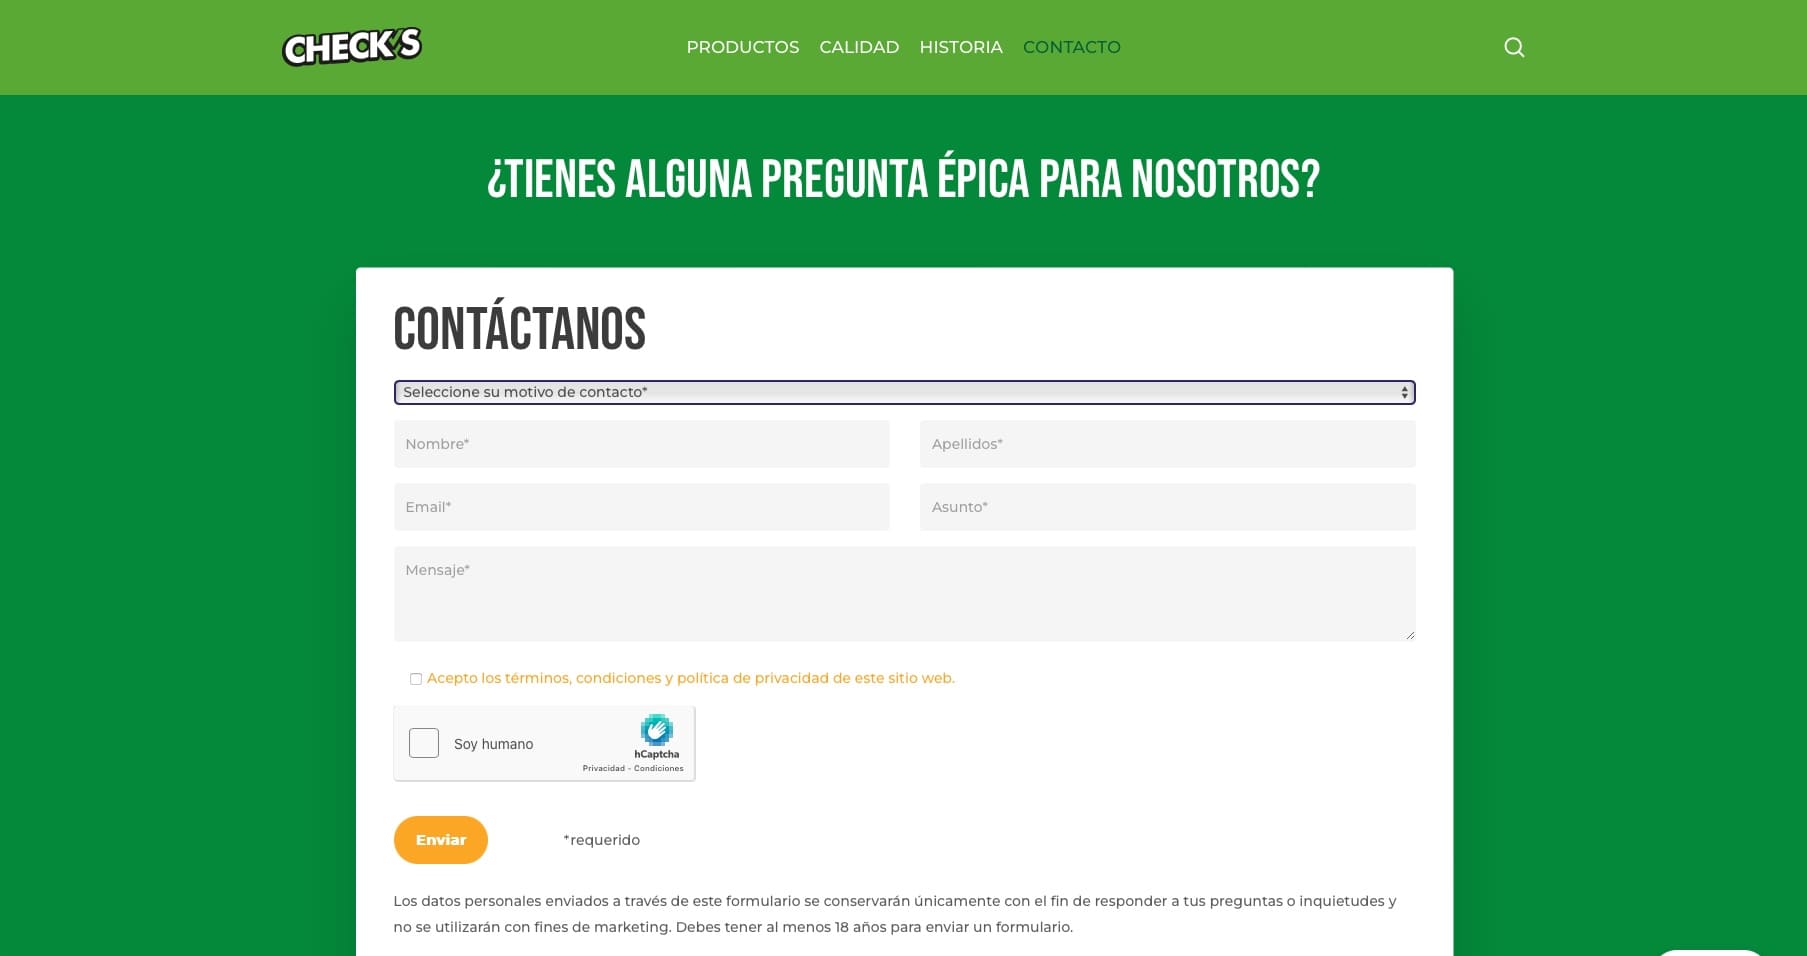 CHECK'S
PRODUCTOS CALIDAD HISTORIA CONTACTO
¿TIENES ALGUNA PREGUNTA ÉPICA PARA NOSOTROS?
CONTÁCTANOS
Seleccione su motivo de contacto*
Nombre* Apellidos*
Email* Asunto*
Mensaje*
Acepto los términos, condiciones y política de privacidad de este sitio web.
Soy humano
hCaptcha
Privacidad - Condiciones
Enviar *requerido
Los datos personales enviados a través de este formulario se conservarán únicamente con el fin de responder a tus preguntas o inquietudes y
no se utilizarán con fines de marketing. Debes tener al menos 18 años para enviar un formulario.